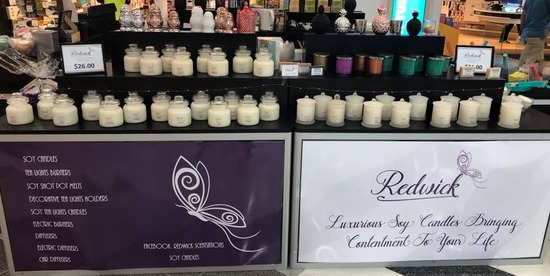 Redwick
$26.00
Redwick
SOY CANDLES
TEA LIGHTS BURNERS
SOY SHOT POT MELTS
DECORATIVE TEA LIGHTS HOLDERS
SOY TEA LIGHTS CANDLES
ELECTRIC BURNERS
DIFFUSERS
ELECTRIC DIFFUSERS
CAR DIFFUSERS
FACEBOOK: REDWICK SCENTSATIONS
SOY CANDLES
Redwick
Luxurious Soy Candles Bringing
Contentment To Your Life